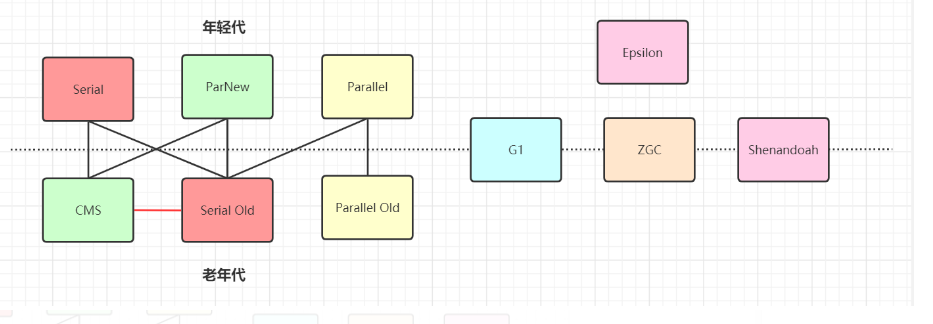 年轻代
Epsilon
Serial
ParNew
Parallel
G1
ZGC
Shenandoah
CMS
Serial Old
Parallel Old
老年代